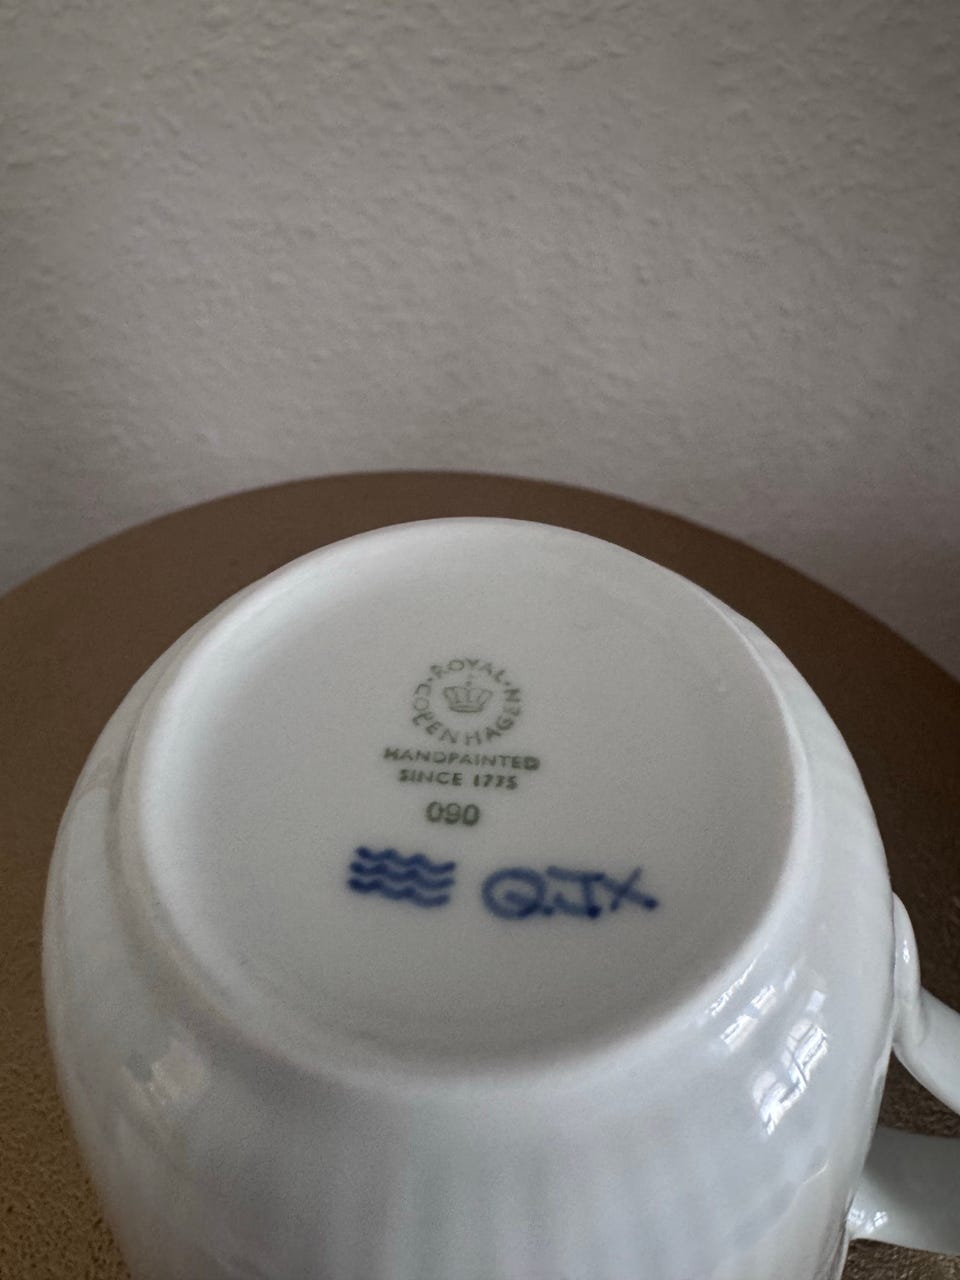 ROYAL
COPENHAGEN
HANDPAINTED
SINCE 1775
090
Q.J.X.